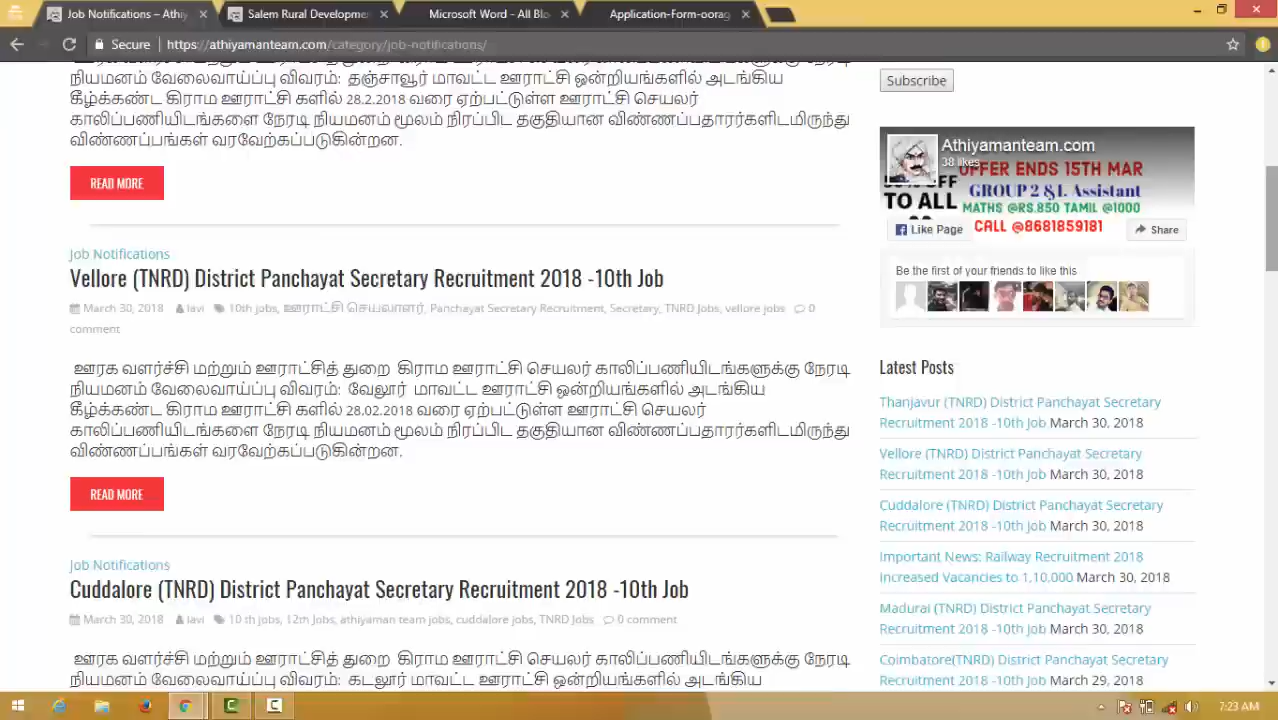 Job Notifications – Athiy
Salem Rural Developmen
Microsoft Word - All Blo
Application-Form-oorag
Secure
https://athiyamanteam.com/category/job-notifications/
நியமனம் வேலைவாய்ப்பு விவரம்: தஞ்சாவூர் மாவட்ட ஊராட்சி ஒன்றியங்களில் அடங்கிய
கீழ்க்கண்ட கிராம ஊராட்சி களில் 28.2.2018 வரை ஏற்பட்டுள்ள ஊராட்சி செயலர்
காலிப்பணியிடங்களை நேரடி நியமனம் மூலம் நிரப்பிட தகுதியான விண்ணப்பதாரர்களிடமிருந்து
விண்ணப்பங்கள் வரவேற்கப்படுகின்றன.
READ MORE
Job Notifications
Vellore (TNRD) District Panchayat Secretary Recruitment 2018 -10th Job
March 30, 2018 lavi 10th jobs, ஊராட்சி செயலாளர், Panchayat Secretary Recruitment, Secretary, TNRD Jobs, vellore jobs 0
comment
ஊரக வளர்ச்சி மற்றும் ஊராட்சித் துறை கிராம ஊராட்சி செயலர் காலிப்பணியிடங்களுக்கு நேரடி
நியமனம் வேலைவாய்ப்பு விவரம்: வேலூர் மாவட்ட ஊராட்சி ஒன்றியங்களில் அடங்கிய
கீழ்க்கண்ட கிராம ஊராட்சி களில் 28.02.2018 வரை ஏற்பட்டுள்ள ஊராட்சி செயலர்
காலிப்பணியிடங்களை நேரடி நியமனம் மூலம் நிரப்பிட தகுதியான விண்ணப்பதாரர்களிடமிருந்து
விண்ணப்பங்கள் வரவேற்கப்படுகின்றன.
READ MORE
Job Notifications
Cuddalore (TNRD) District Panchayat Secretary Recruitment 2018 -10th Job
March 30, 2018 lavi 10 th jobs, 12th Jobs, athiyaman team jobs, cuddalore jobs, TNRD Jobs 0 comment
ஊரக வளர்ச்சி மற்றும் ஊராட்சித் துறை கிராம ஊராட்சி செயலர் காலிப்பணியிடங்களுக்கு நேரடி
நியமனம் வேலைவாய்ப்பு விவரம்: கடலூர் மாவட்ட ஊராட்சி ஒன்றியங்களில் அடங்கிய
Subscribe
Athiyamanteam.com
38 likes
OFFER ENDS 15TH MAR
GROUP 2 & L Assistant
TO ALL
MATHS @RS.850 TAMIL @1000
CALL @8681859181
Like Page
Share
Be the first of your friends to like this
Latest Posts
Thanjavur (TNRD) District Panchayat Secretary
Recruitment 2018 -10th Job March 30, 2018
Vellore (TNRD) District Panchayat Secretary
Recruitment 2018 -10th Job March 30, 2018
Cuddalore (TNRD) District Panchayat Secretary
Recruitment 2018 -10th Job March 30, 2018
Important News: Railway Recruitment 2018
Increased Vacancies to 1,10,000 March 30, 2018
Madurai (TNRD) District Panchayat Secretary
Recruitment 2018 -10th Job March 30, 2018
Coimbatore(TNRD) District Panchayat Secretary
Recruitment 2018 -10th Job March 29, 2018
7:23 AM